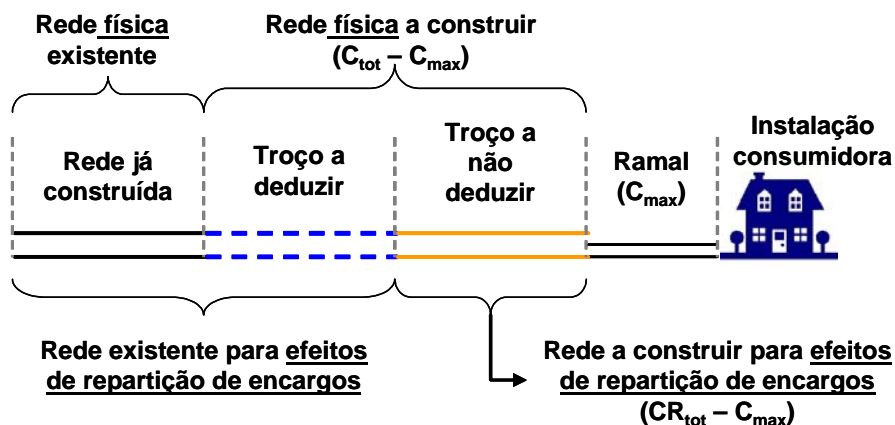 Rede física
existente
Rede física a construir
(Ctot – Cmax)
Rede já
construída
Troço a
deduzir
Troço a
não
deduzir
Ramal
(Cmax)
Instalação
consumidora
Rede existente para efeitos
de repartição de encargos
Rede a construir para efeitos
de repartição de encargos
(CRtot – Cmax)